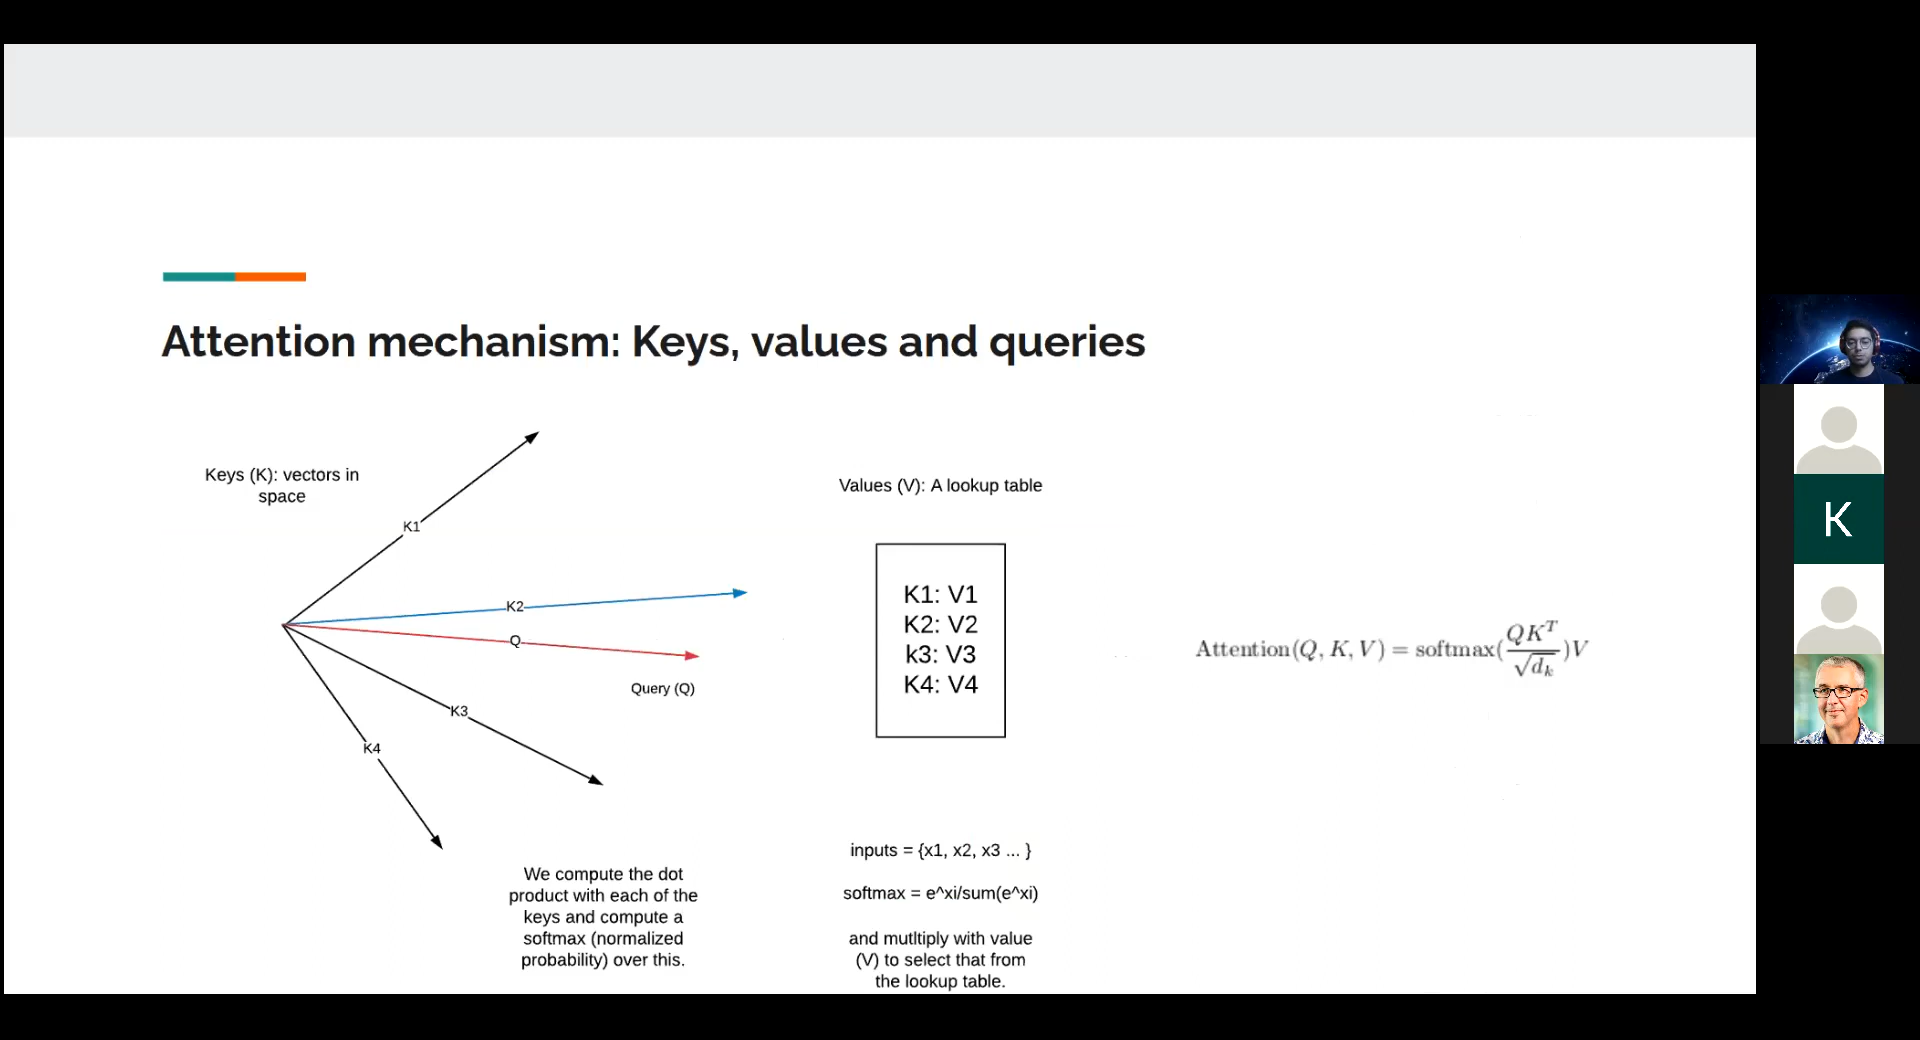 Attention mechanism: Keys, values and queries
Keys (K): vectors in
space
K1
K2
Q
Query (Q)
K3
K4
We compute the dot
product with each of the
keys and compute a
softmax (normalized
probability) over this.
Values (V): A lookup table
K1: V1
K2: V2
k3: V3
K4: V4
inputs = {x1, x2, x3 ... }
softmax = e^xi/sum(e^xi)
and mutltiply with value
(V) to select that from
the lookup table.
Attention(Q, K, V) = softmax(QK^T/√d_k)V
K